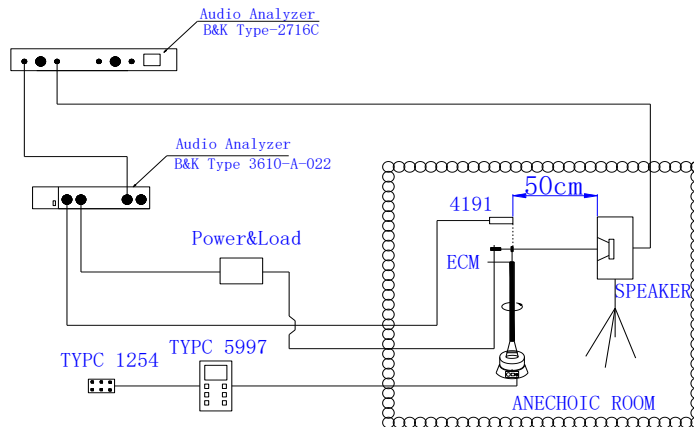 Audio Analyzer
B&K Type-2716C
Audio Analyzer
B&K Type 3610-A-022
50cm
4191
Power&Load
ECM
SPEAKER
TYPC 1254
TYPC 5997
ANECHOIC ROOM